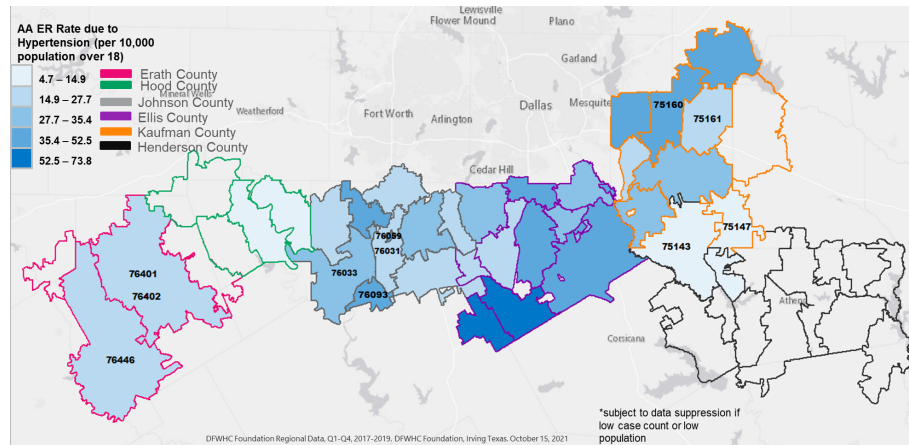 Lewisville
Flower Mound
Plano
AA ER Rate due to
Hypertension (per 10,000
population over 18)
4.7 – 14.9
14.9 – 27.7
27.7 – 35.4
35.4 – 52.5
52.5 – 73.8
Erath County
Hood County
Johnson County
Ellis County
Kaufman County
Henderson County
Mineral Wells
Weatherford
Fort Worth
Arlington
Dallas
Garland
Mesquite
Cedar Hill
75160
75161
76059
76031
76033
76093
76401
76402
76446
75143
75147
Athens
Corsicana
*subject to data suppression if
low case count or low
population
DFWHC Foundation Regional Data, Q1-Q4, 2017-2019. DFWHC Foundation, Irving Texas. October 15, 2021